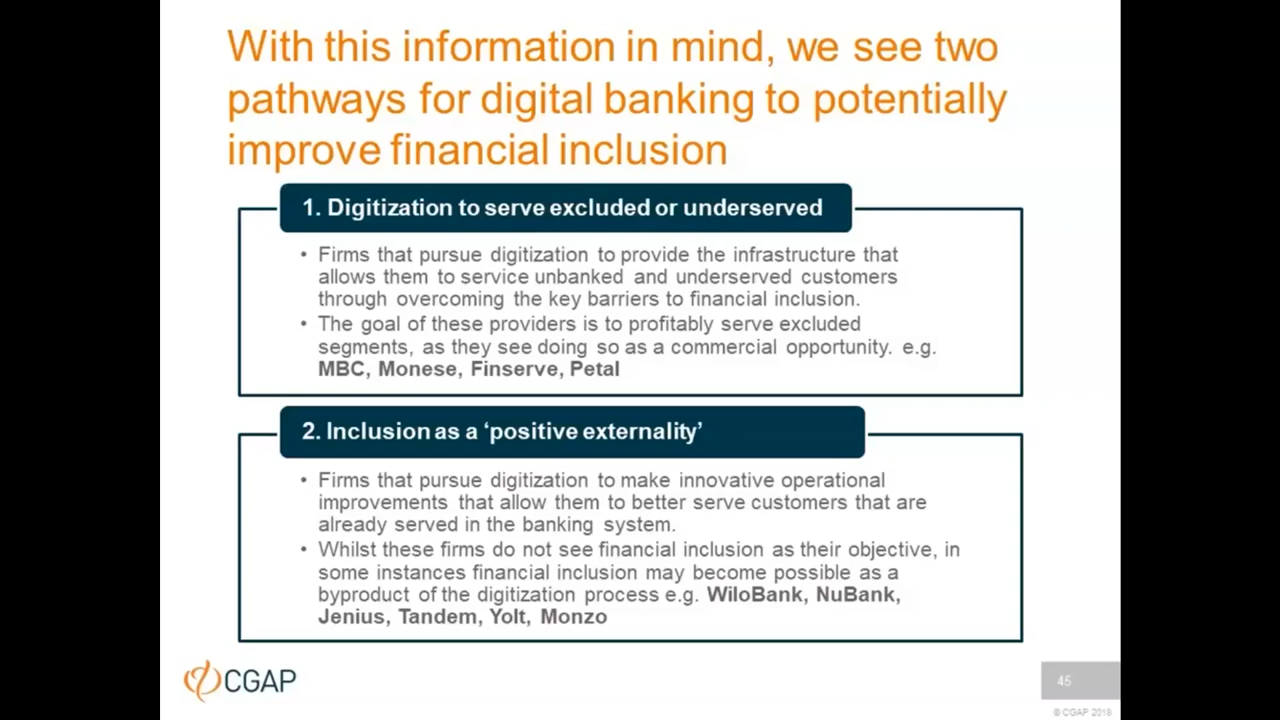 With this information in mind, we see two
pathways for digital banking to potentially
improve financial inclusion
1. Digitization to serve excluded or underserved
• Firms that pursue digitization to provide the infrastructure that
allows them to service unbanked and underserved customers
through overcoming the key barriers to financial inclusion.
• The goal of these providers is to profitably serve excluded
segments, as they see doing so as a commercial opportunity. e.g.
MBC, Monese, Finserve, Petal
2. Inclusion as a ‘positive externality’
• Firms that pursue digitization to make innovative operational
improvements that allow them to better serve customers that are
already served in the banking system.
• Whilst these firms do not see financial inclusion as their objective, in
some instances financial inclusion may become possible as a
byproduct of the digitization process e.g. WiloBank, NuBank,
Jenius, Tandem, Yolt, Monzo
CGAP
45
© CGAP 2018